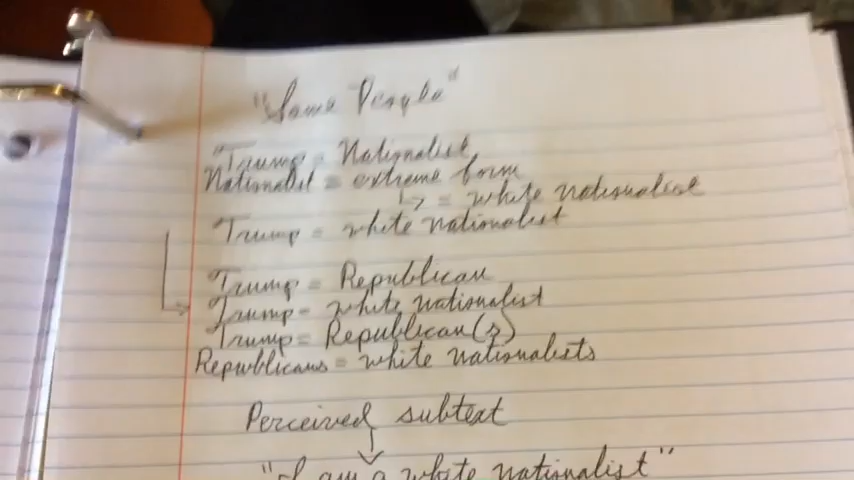 "Some People"
Trump = Nationalist
Nationalist = extreme form
↳ = white nationalist
Trump = white nationalist
Trump = Republican
Trump = white nationalist
Trump = Republican(s)
Republicans = white nationalists
Perceived subtext
"I am a white nationalist"